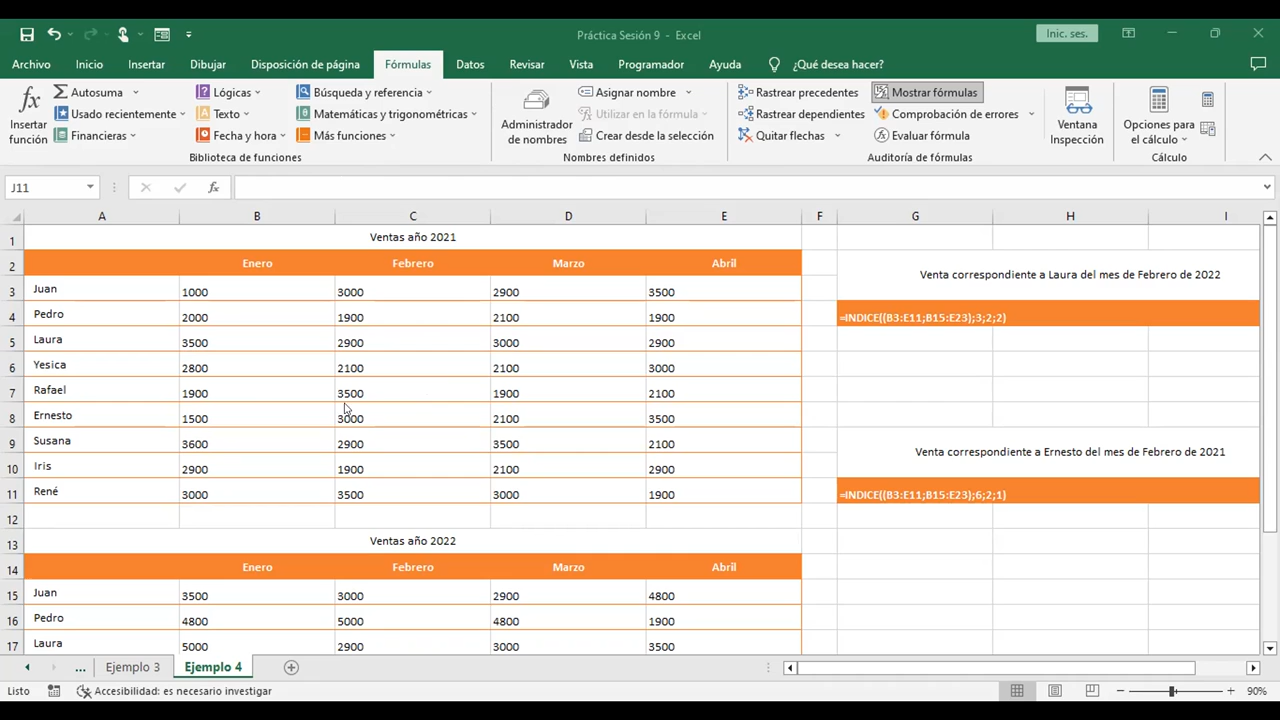 Práctica Sesión 9 - Excel
Inic. ses.
Archivo Inicio Insertar Dibujar Disposición de página Fórmulas Datos Revisar Vista Programador Ayuda ¿Qué desea hacer?
Insertar función
Autosuma
Usado recientemente
Financieras
Lógicas
Texto
Fecha y hora
Búsqueda y referencia
Matemático y trigonométricas
Más funciones
Biblioteca de funciones
Administrador de nombres
Asignar nombre
Utilizar en la fórmula
Crear desde la selección
Nombres definidos
Rastrear precedentes
Rastrear dependientes
Quitar flechas
Mostrar fórmulas
Comprobación de errores
Evaluar fórmula
Auditoría de fórmulas
Ventana Inspección
Opciones para el cálculo
Cálculo
J11
fx
A B C D E F G H I
1 Ventas año 2021
2 Enero Febrero Marzo Abril
Venta correspondiente a Laura del mes de Febrero de 2022
3 Juan 1000 3000 2900 3500
4 Pedro 2000 1900 2100 1900 =INDICE((B3:E11;B15:E23);3;2;2)
5 Laura 3500 2900 3000 2900
6 Yesica 2800 2100 2100 3000
7 Rafael 1900 3500 1900 2100
8 Ernesto 1500 3000 2100 3500
9 Susana 3600 2900 3500 2100
Venta correspondiente a Ernesto del mes de Febrero de 2021
10 Iris 2900 1900 2100 2900
11 René 3000 3500 3000 1900 =INDICE((B3:E11;B15:E23);6;2;1)
12
13 Ventas año 2022
14 Enero Febrero Marzo Abril
15 Juan 3500 3000 2900 4800
16 Pedro 4800 5000 4800 1900
17 Laura 5000 2900 3000 3500
... Ejemplo 3 Ejemplo 4
Listo Accesibilidad: es necesario investigar 90%